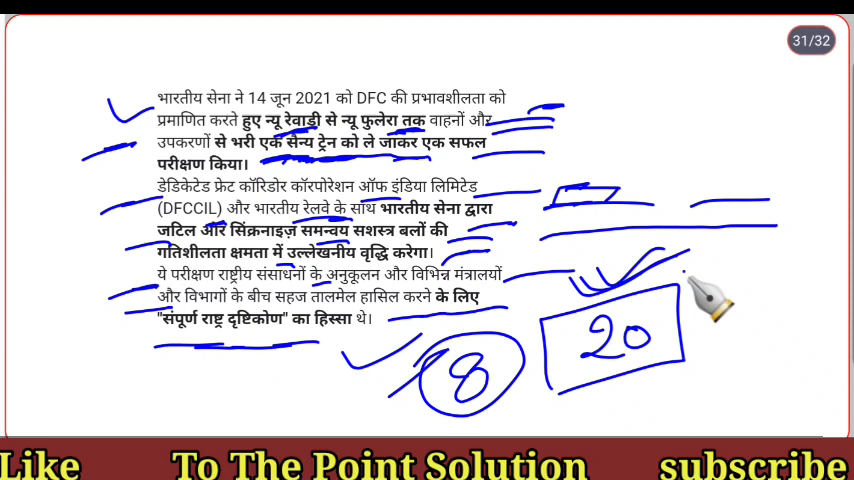 31/32
भारतीय सेना ने 14 जून 2021 को DFC की प्रभावशीलता को
प्रमाणित करते हुए न्यू रेवाड़ी से न्यू फुलेरा तक वाहनों और
उपकरणों से भरी एक सैन्य ट्रेन को ले जाकर एक सफल
परीक्षण किया।
डेडिकेटेड फ्रेट कॉरिडोर कॉरपोरेशन ऑफ इंडिया लिमिटेड
(DFCCIL) और भारतीय रेलवे के साथ भारतीय सेना द्वारा
जटिल और सिंक्रनाइज़ समन्वय सशस्त्र बलों की
गतिशीलता क्षमता में उल्लेखनीय वृद्धि करेगा।
ये परीक्षण राष्ट्रीय संसाधनों के अनुकूलन और विभिन्न मंत्रालयों
और विभागों के बीच सहज तालमेल हासिल करने के लिए
"संपूर्ण राष्ट्र दृष्टिकोण" का हिस्सा थे।
8
20
Like To The Point Solution subscribe